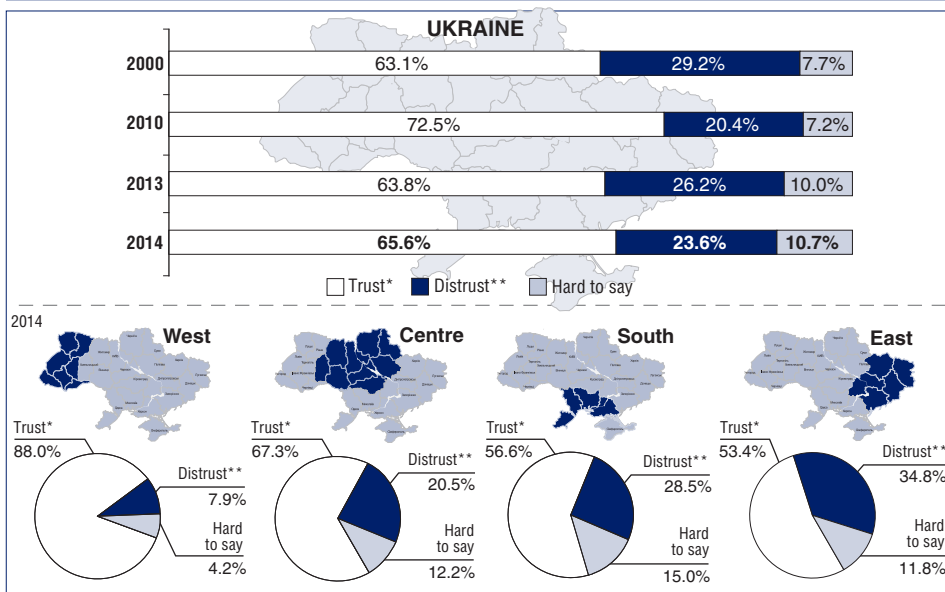 UKRAINE
2000
63.1%
29.2%
7.7%
2010
72.5%
20.4%
7.2%
2013
63.8%
26.2%
10.0%
2014
65.6%
23.6%
10.7%
Trust* Distrust** Hard to say
2014
West
Trust*
88.0%
Distrust**
7.9%
Hard
to say
4.2%
Centre
Trust*
67.3%
Distrust**
20.5%
Hard
to say
12.2%
South
Trust*
56.6%
Distrust**
28.5%
Hard
to say
15.0%
East
Trust*
53.4%
Distrust**
34.8%
Hard
to say
11.8%